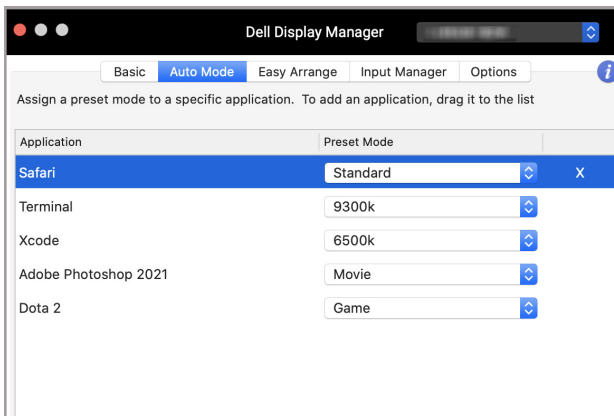 Dell Display Manager
Basic Auto Mode Easy Arrange Input Manager Options i
Assign a preset mode to a specific application. To add an application, drag it to the list
Application Preset Mode
Safari Standard X
Terminal 9300k
Xcode 6500k
Adobe Photoshop 2021 Movie
Dota 2 Game